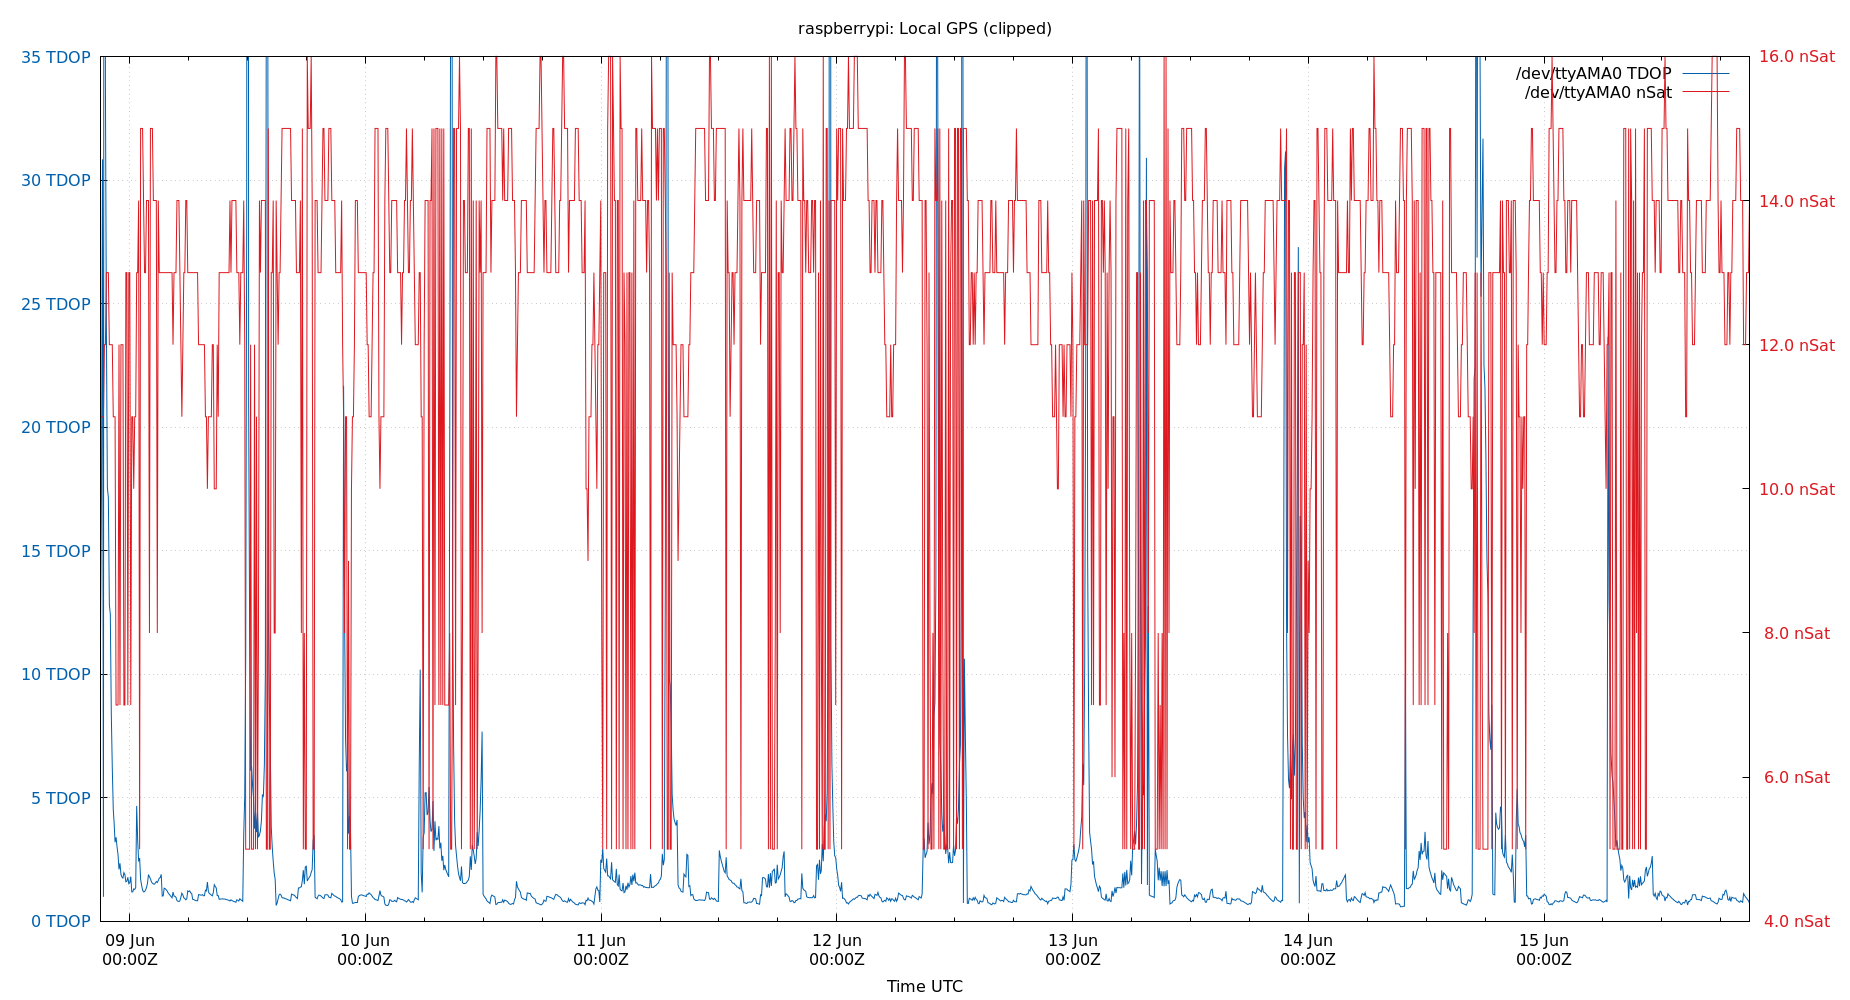 raspberrypi: Local GPS (clipped)
35 TDOP
30 TDOP
25 TDOP
20 TDOP
15 TDOP
10 TDOP
5 TDOP
0 TDOP
16.0 nSat
14.0 nSat
12.0 nSat
10.0 nSat
8.0 nSat
6.0 nSat
4.0 nSat
/dev/ttyAMA0 TDOP
/dev/ttyAMA0 nSat
09 Jun
00:00Z
10 Jun
00:00Z
11 Jun
00:00Z
12 Jun
00:00Z
13 Jun
00:00Z
14 Jun
00:00Z
15 Jun
00:00Z
Time UTC